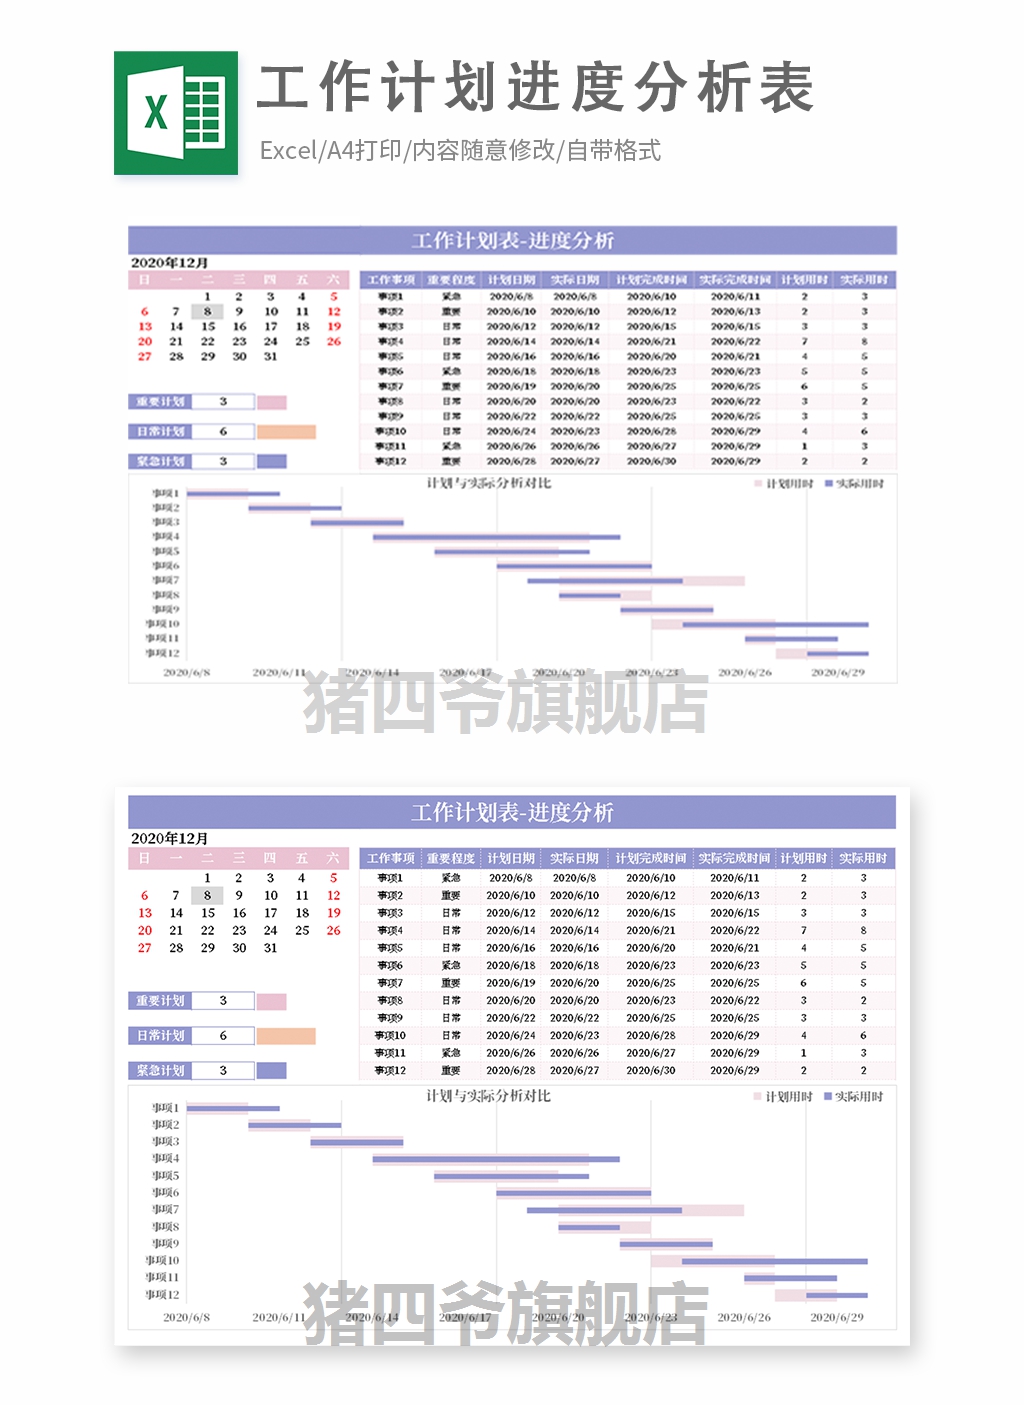 X
工作计划进度分析表
Excel/A4打印/内容随意修改/自带格式
工作计划表-进度分析
2020年12月
日 一 二 三 四 五 六
1 2 3 4 5
6 7 8 9 10 11 12
13 14 15 16 17 18 19
20 21 22 23 24 25 26
27 28 29 30 31
重要计划 3
日常计划 6
紧急计划 3
工作事项 重要程度 计划日期 实际日期 计划完成时间 实际完成时间 计划用时 实际用时
事项1 紧急 2020/6/8 2020/6/8 2020/6/10 2020/6/11 2 3
事项2 重要 2020/6/10 2020/6/10 2020/6/12 2020/6/13 2 3
事项3 日常 2020/6/12 2020/6/12 2020/6/15 2020/6/15 3 3
事项4 日常 2020/6/14 2020/6/14 2020/6/21 2020/6/22 7 8
事项5 日常 2020/6/16 2020/6/16 2020/6/20 2020/6/21 4 5
事项6 紧急 2020/6/18 2020/6/18 2020/6/23 2020/6/23 5 5
事项7 重要 2020/6/19 2020/6/20 2020/6/25 2020/6/25 6 5
事项8 日常 2020/6/20 2020/6/20 2020/6/23 2020/6/22 3 2
事项9 日常 2020/6/22 2020/6/22 2020/6/25 2020/6/25 3 3
事项10 日常 2020/6/24 2020/6/23 2020/6/28 2020/6/29 4 6
事项11 紧急 2020/6/26 2020/6/26 2020/6/27 2020/6/29 1 3
事项12 重要 2020/6/28 2020/6/27 2020/6/30 2020/6/29 2 2
计划与实际分析对比 计划用时 实际用时
事项1
事项2
事项3
事项4
事项5
事项6
事项7
事项8
事项9
事项10
事项11
事项12
2020/6/8 2020/6/11 2020/6/14 2020/6/17 2020/6/20 2020/6/23 2020/6/26 2020/6/29
猪四爷旗舰店
工作计划表-进度分析
2020年12月
日 一 二 三 四 五 六
1 2 3 4 5
6 7 8 9 10 11 12
13 14 15 16 17 18 19
20 21 22 23 24 25 26
27 28 29 30 31
重要计划 3
日常计划 6
紧急计划 3
工作事项 重要程度 计划日期 实际日期 计划完成时间 实际完成时间 计划用时 实际用时
事项1 紧急 2020/6/8 2020/6/8 2020/6/10 2020/6/11 2 3
事项2 重要 2020/6/10 2020/6/10 2020/6/12 2020/6/13 2 3
事项3 日常 2020/6/12 2020/6/12 2020/6/15 2020/6/15 3 3
事项4 日常 2020/6/14 2020/6/14 2020/6/21 2020/6/22 7 8
事项5 日常 2020/6/16 2020/6/16 2020/6/20 2020/6/21 4 5
事项6 紧急 2020/6/18 2020/6/18 2020/6/23 2020/6/23 5 5
事项7 重要 2020/6/19 2020/6/20 2020/6/25 2020/6/25 6 5
事项8 日常 2020/6/20 2020/6/20 2020/6/23 2020/6/22 3 2
事项9 日常 2020/6/22 2020/6/22 2020/6/25 2020/6/25 3 3
事项10 日常 2020/6/24 2020/6/23 2020/6/28 2020/6/29 4 6
事项11 紧急 2020/6/26 2020/6/26 2020/6/27 2020/6/29 1 3
事项12 重要 2020/6/28 2020/6/27 2020/6/30 2020/6/29 2 2
计划与实际分析对比 计划用时 实际用时
事项1
事项2
事项3
事项4
事项5
事项6
事项7
事项8
事项9
事项10
事项11
事项12
2020/6/8 2020/6/11 2020/6/14 2020/6/17 2020/6/20 2020/6/23 2020/6/26 2020/6/29
猪四爷旗舰店